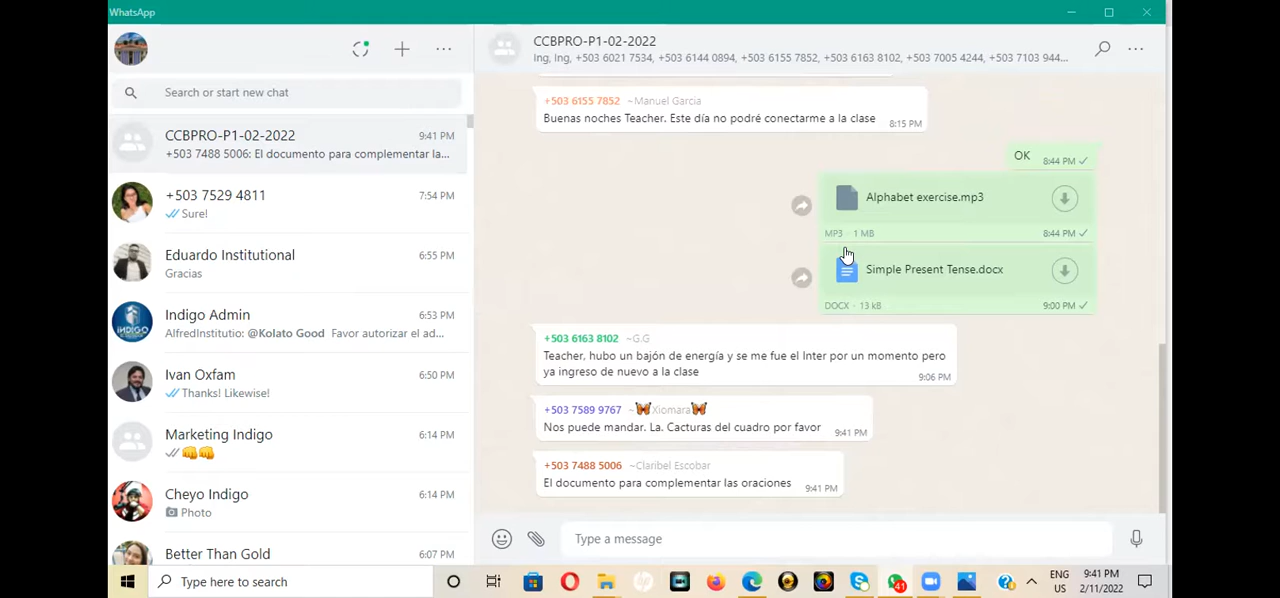 WhatsApp
Search or start new chat
CCBPRO-P1-02-2022
9:41 PM
+503 7488 5006: El documento para complementar la...
+503 7529 4811
7:54 PM
Sure!
Eduardo Institutional
6:55 PM
Gracias
Indigo Admin
6:53 PM
AlfredInstitutio: @Kolato Good Favor autorizar el ad...
Ivan Oxfam
6:50 PM
Thanks! Likewise!
Marketing Indigo
6:14 PM
Cheyo Indigo
6:14 PM
Photo
Better Than Gold
6:07 PM
CCBPRO-P1-02-2022
Ing, Ing, +503 6021 7534, +503 6144 0894, +503 6155 7852, +503 7005 4244, +503 7103 944...
+503 6155 7852 ~Manuel Garcia
Buenas noches Teacher. Este día no podré conectarme a la clase
8:15 PM
OK
8:44 PM
Alphabet exercise.mp3
MP3 · 1 MB
8:44 PM
Simple Present Tense.docx
DOCX · 13 kB
9:00 PM
+503 6163 8102 ~G.G
Teacher, hubo un bajón de energía y se me fue el Inter por un momento pero
ya ingreso de nuevo a la clase
9:06 PM
+503 7589 9767 ~🦋Xiomara🦋
Nos puede mandar. La. Cacturas del cuadro por favor
9:41 PM
+503 7488 5006 ~Claribel Escobar
El documento para complementar las oraciones
9:41 PM
Type a message
Type here to search
41
ENG
US
9:41 PM
2/11/2022